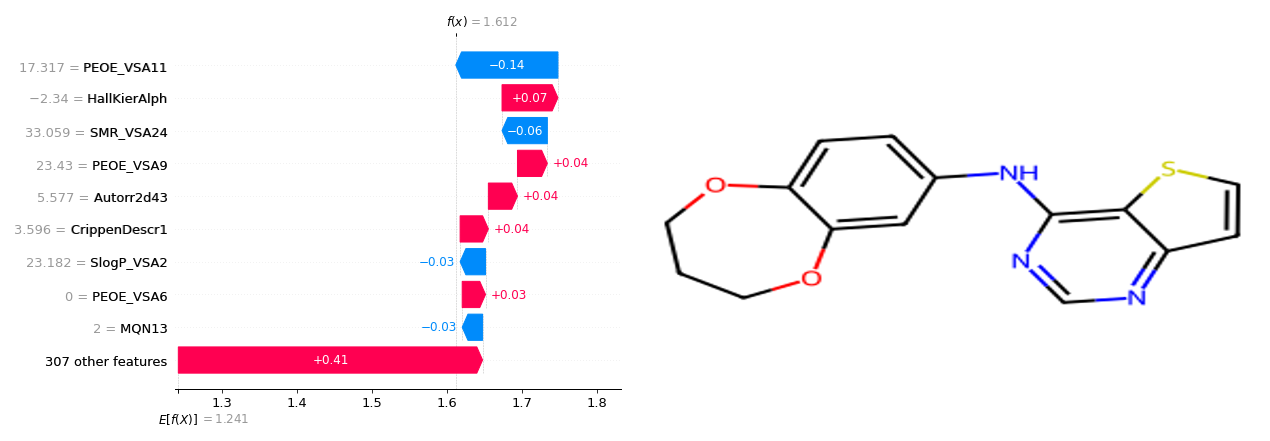 f(x) = 1.612
17.317 = PEOE_VSA11
−0.14
−2.34 = HallKierAlph
+0.07
33.059 = SMR_VSA24
−0.06
23.43 = PEOE_VSA9
+0.04
5.577 = Autorr2d43
+0.04
3.596 = CrippenDescr1
+0.04
23.182 = SlogP_VSA2
−0.03
0 = PEOE_VSA6
+0.03
2 = MQN13
−0.03
307 other features
+0.41
1.3 1.4 1.5 1.6 1.7 1.8
E[f(X)] = 1.241
O
O
NH
S
N
N